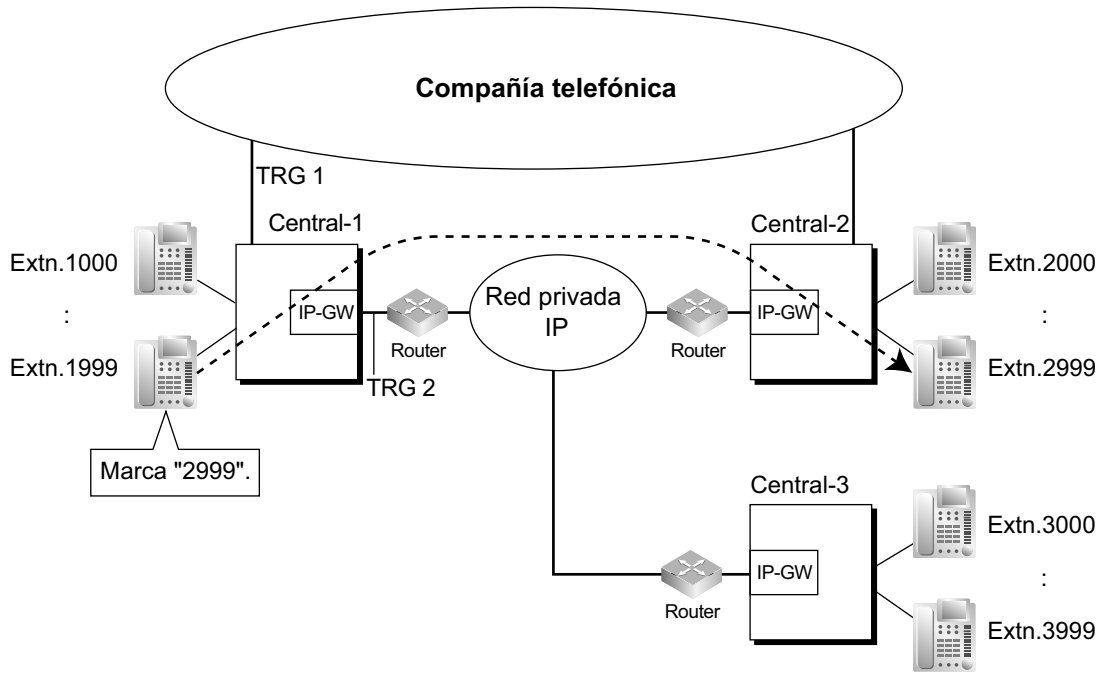 Compañía telefónica
TRG 1
Central-1
Central-2
Extn.1000
:
Extn.1999
IP-GW
Router
TRG 2
Red privada
IP
Router
IP-GW
Extn.2000
:
Extn.2999
Marca "2999".
Central-3
Router
IP-GW
Extn.3000
:
Extn.3999